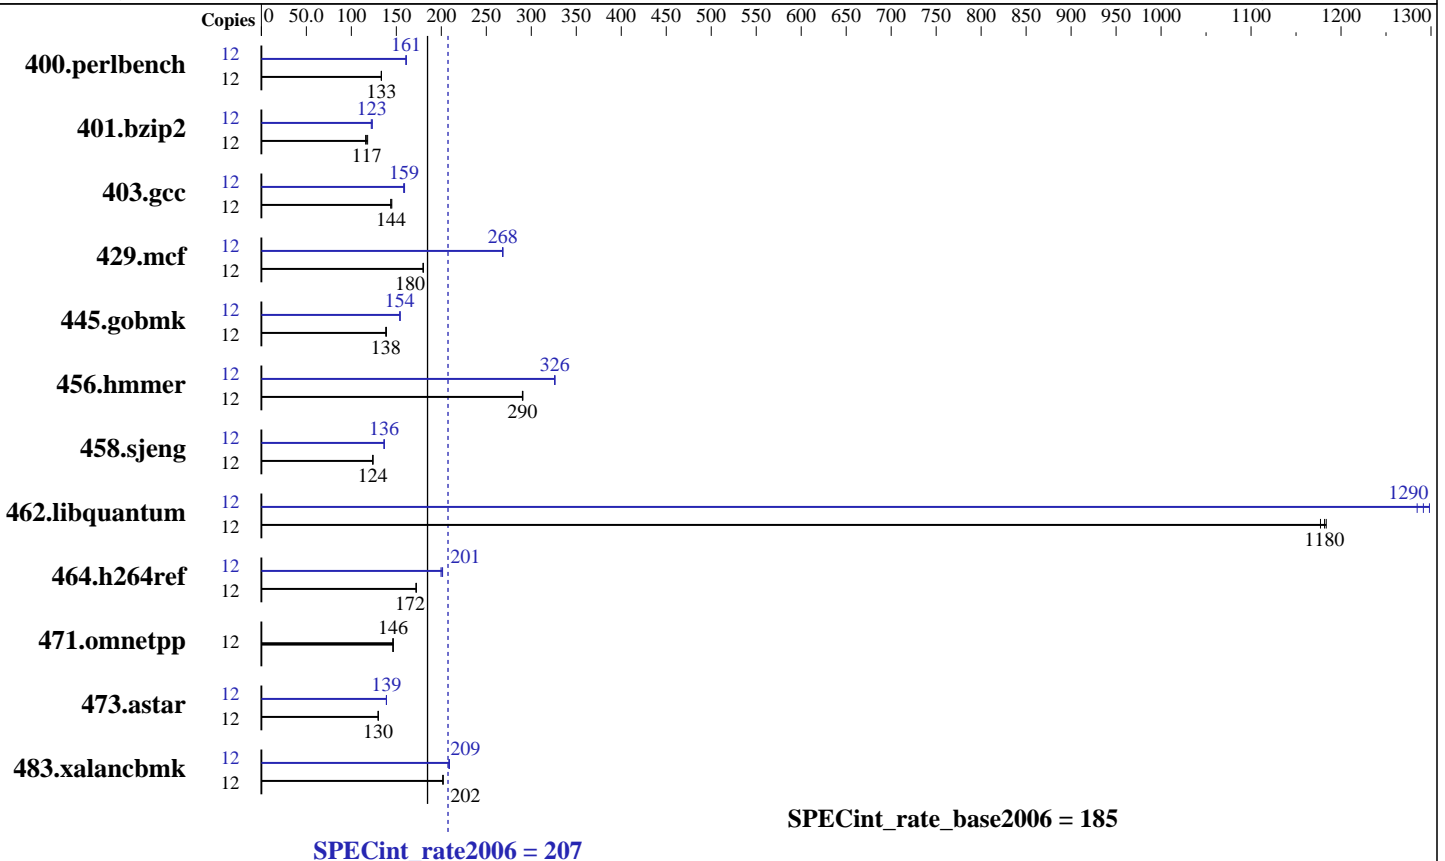 Copies 0 50.0 100 150 200 250 300 350 400 450 500 550 600 650 700 750 800 850 900 950 1000 1100 1200 1300
400.perlbench 12 161
12 133
401.bzip2 12 123
12 117
403.gcc 12 159
12 144
429.mcf 12 268
12 180
445.gobmk 12 154
12 138
456.hmmer 12 326
12 290
458.sjeng 12 136
12 124
462.libquantum 12 1290
12 1180
464.h264ref 12 201
12 172
471.omnetpp 12 146
473.astar 12 139
12 130
483.xalancbmk 12 209
12 202
SPECint_rate_base2006 = 185
SPECint_rate2006 = 207